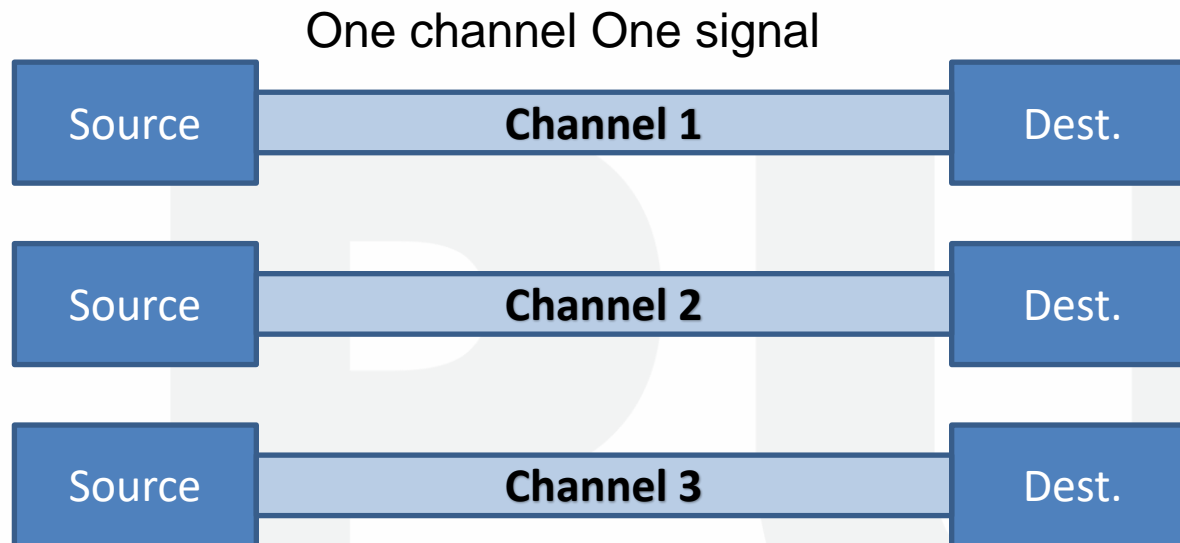 One channel One signal
Source Channel 1 Dest.
Source Channel 2 Dest.
Source Channel 3 Dest.